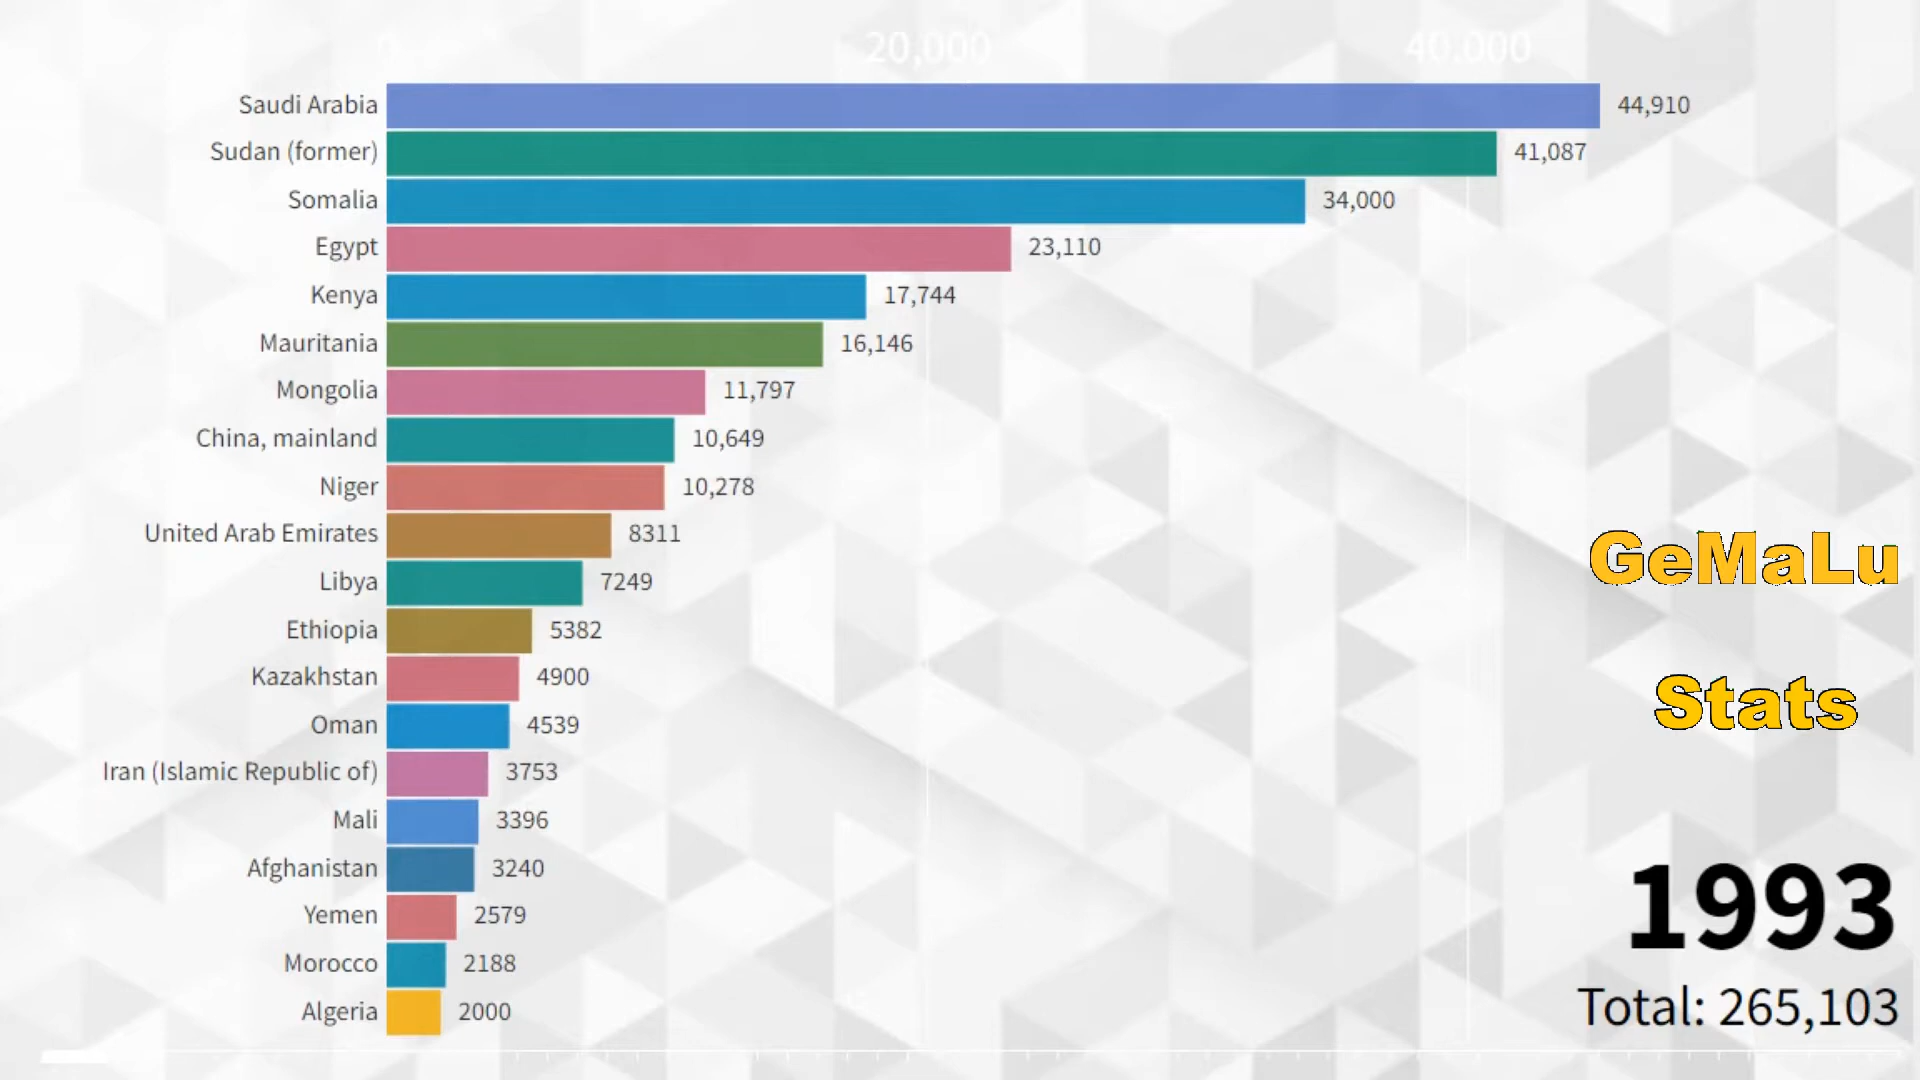 0 20,000 40,000
Saudi Arabia 44,910
Sudan (former) 41,087
Somalia 34,000
Egypt 23,110
Kenya 17,744
Mauritania 16,146
Mongolia 11,797
China, mainland 10,649
Niger 10,278
United Arab Emirates 8311
Libya 7249
Ethiopia 5382
Kazakhstan 4900
Oman 4539
Iran (Islamic Republic of) 3753
Mali 3396
Afghanistan 3240
Yemen 2579
Morocco 2188
Algeria 2000
GeMaLu
Stats
1993
Total: 265,103